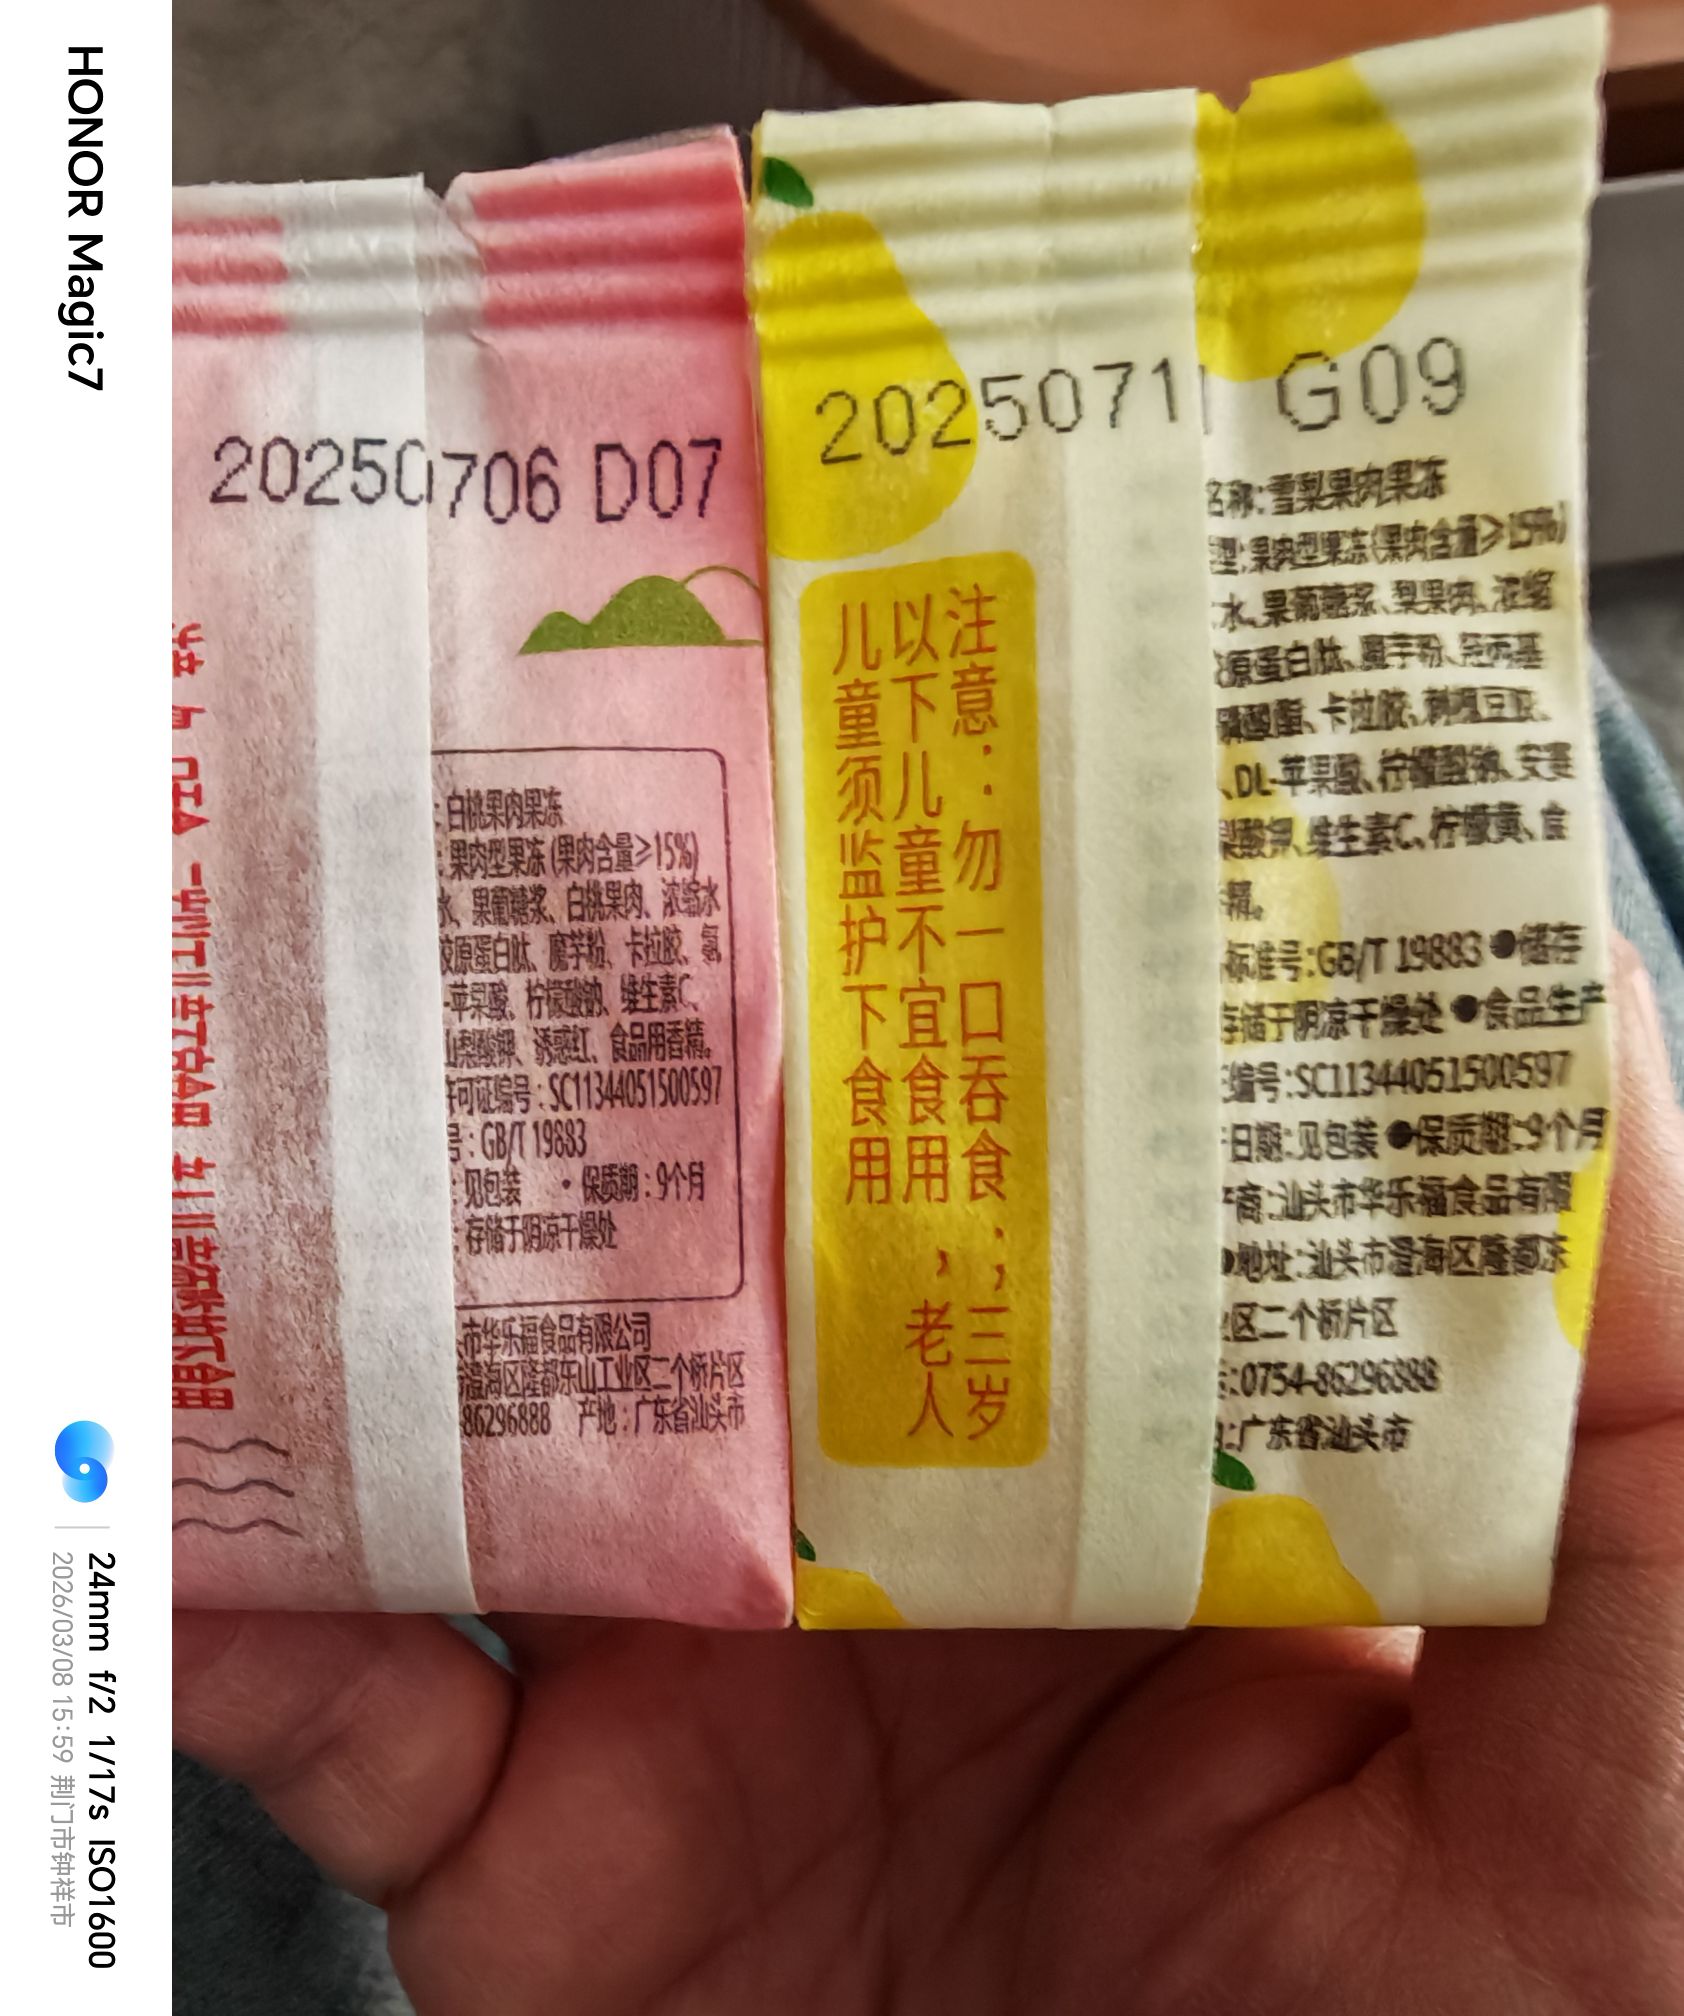 HONOR Magic7
24mm f/2 1/17s ISO1600
2026/03/08 15:59 荆门市钟祥市
20250706 D07
: 白桃果肉果冻
: 果肉型果冻(果肉含量≥15%)
水、果葡糖浆、白桃果肉、浓缩水
胶原蛋白肽、魔芋粉、卡拉胶、氯
苹果酸、柠檬酸钠、维生素C、
山梨酸钾、诱惑红、食品用香精。
许可证编号:SC11344051500597
号:GB/T 19883
: 见包装 ·保质期:9个月
: 存储于阴凉干燥处
市华乐福食品有限公司
澄海区隆都东山工业区二个桥片区
86296888 产地:广东省汕头市
20250711 G09
注意:勿一口吞食;三岁
以下儿童不宜食用,老人
儿童须监护下食用
名称:雪梨果肉果冻
型:果肉型果冻(果肉含量≥15%)
水、果葡糖浆、梨果肉、浓缩
原蛋白肽、魔芋粉、
卡拉胶、刺槐豆胶、
、DL-苹果酸、柠檬酸钠、安赛
梨酸钾、维生素C、柠檬黄、食
香精。
标准号:GB/T 19883 ●储存
存储于阴凉干燥处 ●食品生产
编号:SC11344051500597
日期:见包装 ●保质期:9个月
商:汕头市华乐福食品有限
●地址:汕头市澄海区隆都东
区二个桥片区
:0754-86296888
:广东省汕头市